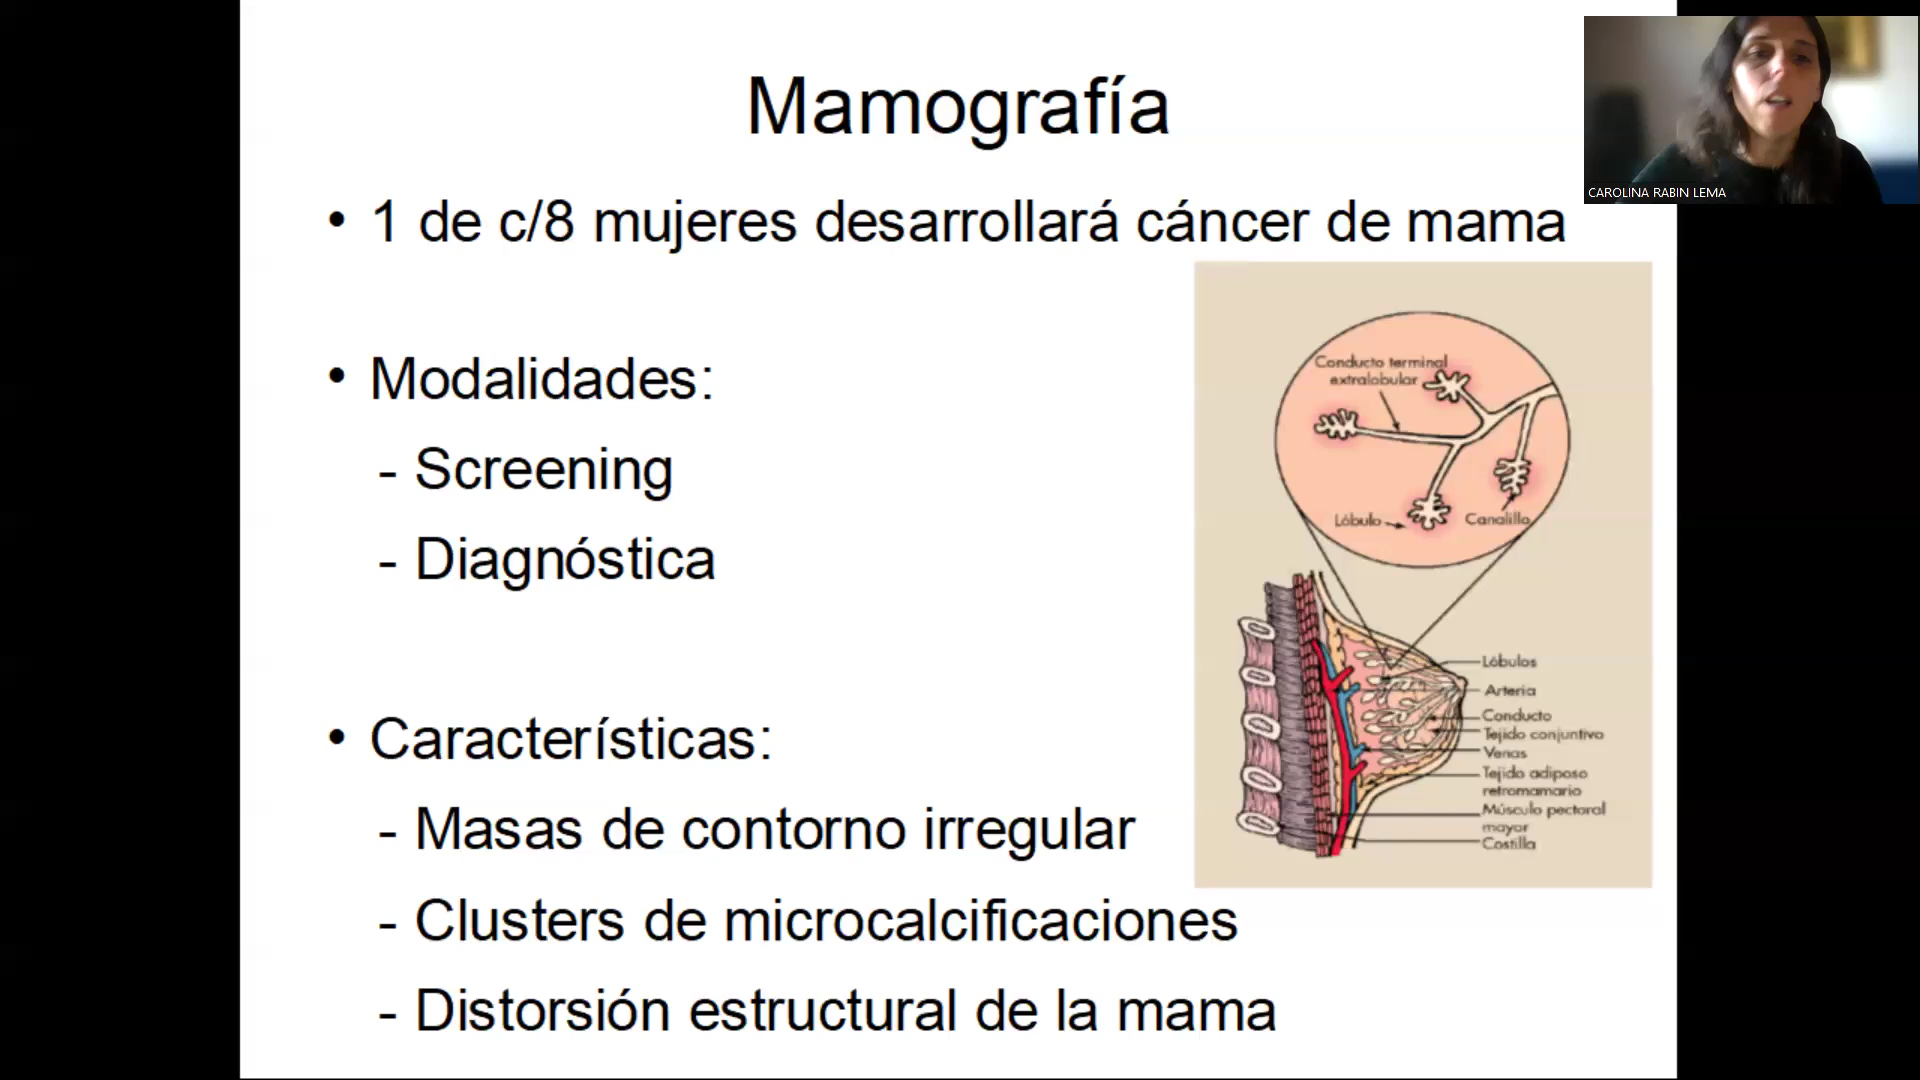 Mamografía
CAROLINA RABIN LEMA
• 1 de c/8 mujeres desarrollará cáncer de mama
• Modalidades:
- Screening
- Diagnóstica
• Características:
- Masas de contorno irregular
- Clusters de microcalcificaciones
- Distorsión estructural de la mama
Conducto terminal
extralobular
Lóbulo
Canalillo
Lóbulos
Arteria
Conducto
Tejido conjuntivo
Venas
Tejido adiposo
retromamario
Músculo pectoral
mayor
Costilla